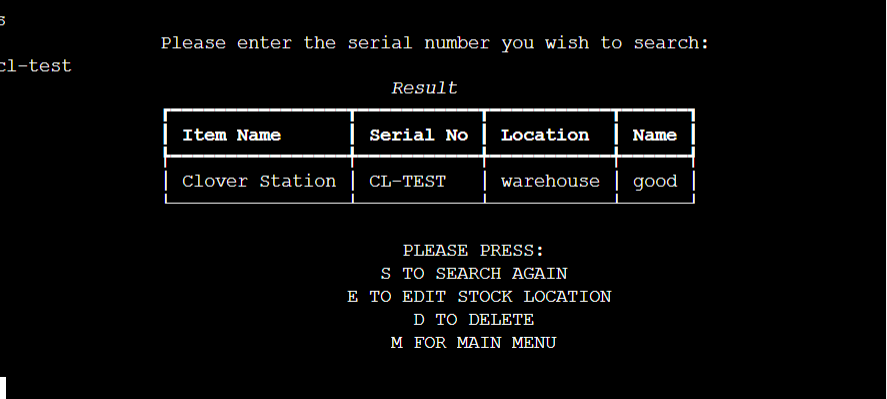 s
Please enter the serial number you wish to search:
cl-test
Result
Item Name Serial No Location Name
Clover Station CL-TEST warehouse good
PLEASE PRESS:
S TO SEARCH AGAIN
E TO EDIT STOCK LOCATION
D TO DELETE
M FOR MAIN MENU